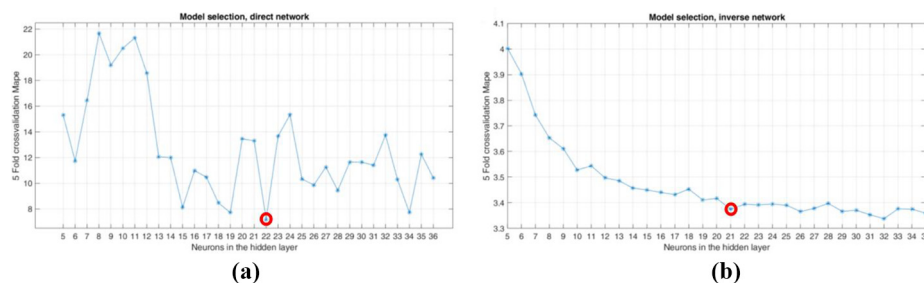 Model selection, direct network
22
20
18
16
14
12
10
8
5 Fold crossvalidation Mape
5 6 7 8 9 10 11 12 13 14 15 16 17 18 19 20 21 22 23 24 25 26 27 28 29 30 31 32 33 34 35 36
Neurons in the hidden layer
(a)
Model selection, inverse network
4.1
4
3.9
3.8
3.7
3.6
3.5
3.4
3.3
5 Fold crossvalidation Mape
5 6 7 8 9 10 11 12 13 14 15 16 17 18 19 20 21 22 23 24 25 26 27 28 29 30 31 32 33 34
Neurons in the hidden layer
(b)